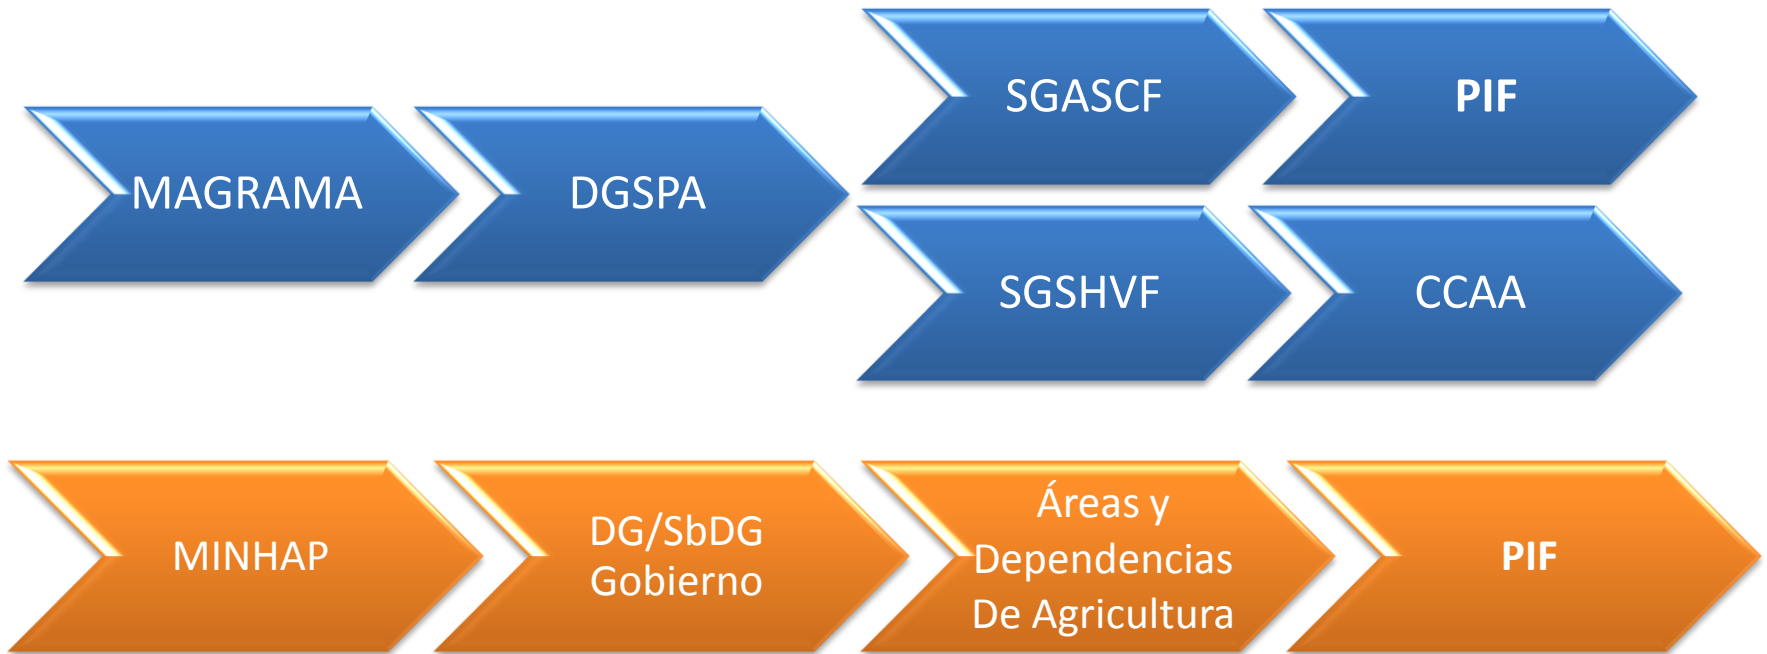 MAGRAMA
DGSPA
SGASCF
PIF
SGSHVF
CCAA
MINHAP
DG/SbDG
Gobierno
Áreas y
Dependencias
De Agricultura
PIF